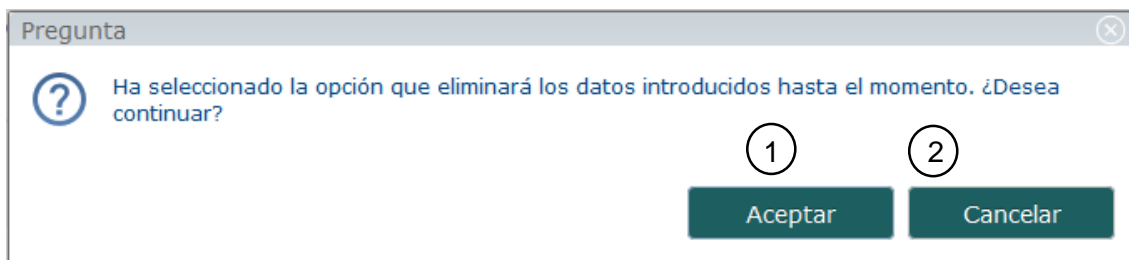 Pregunta
Ha seleccionado la opción que eliminará los datos introducidos hasta el momento. ¿Desea
continuar?
1 2
Aceptar Cancelar